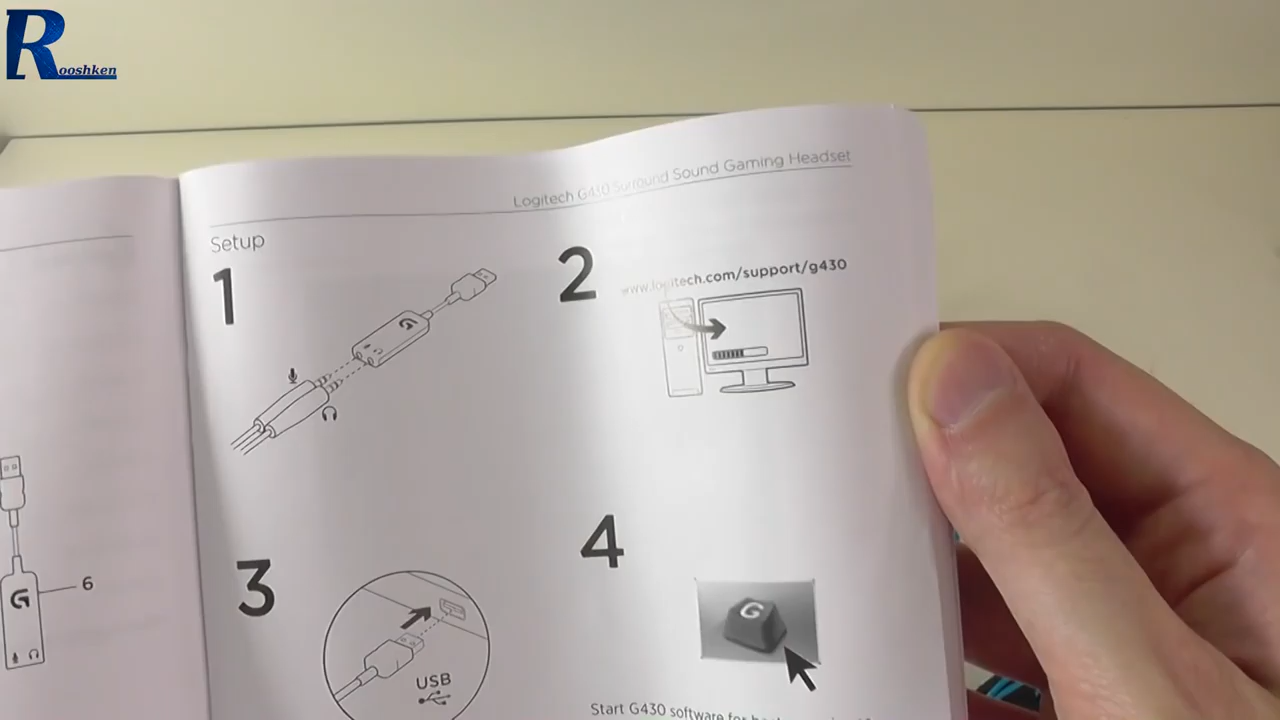 Rooshken
Logitech G430 Surround Sound Gaming Headset
Setup
1
2
www.logitech.com/support/g430
3
USB
4
G
Start G430 software for
6
G